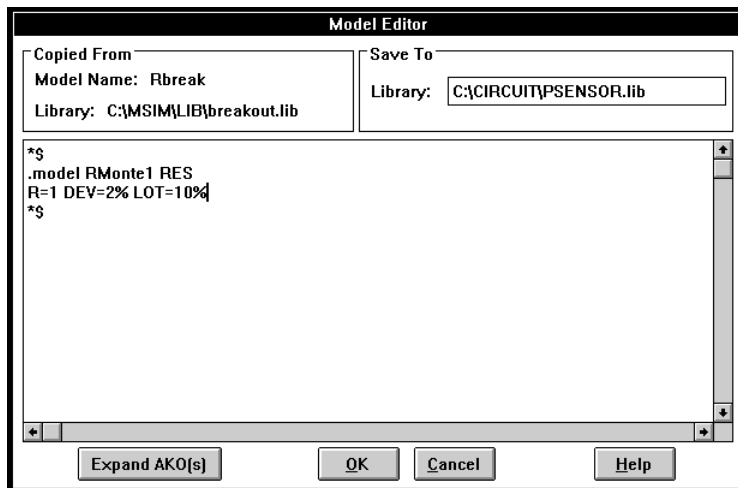 Model Editor
Copied From
Model Name: Rbreak
Library: C:\MSIM\LIB\breakout.lib
Save To
Library: C:\CIRCUIT\PSENSOR.lib
*$
.model RMonte1 RES
R=1 DEV=2% LOT=10%
*$
Expand AKO(s) OK Cancel Help